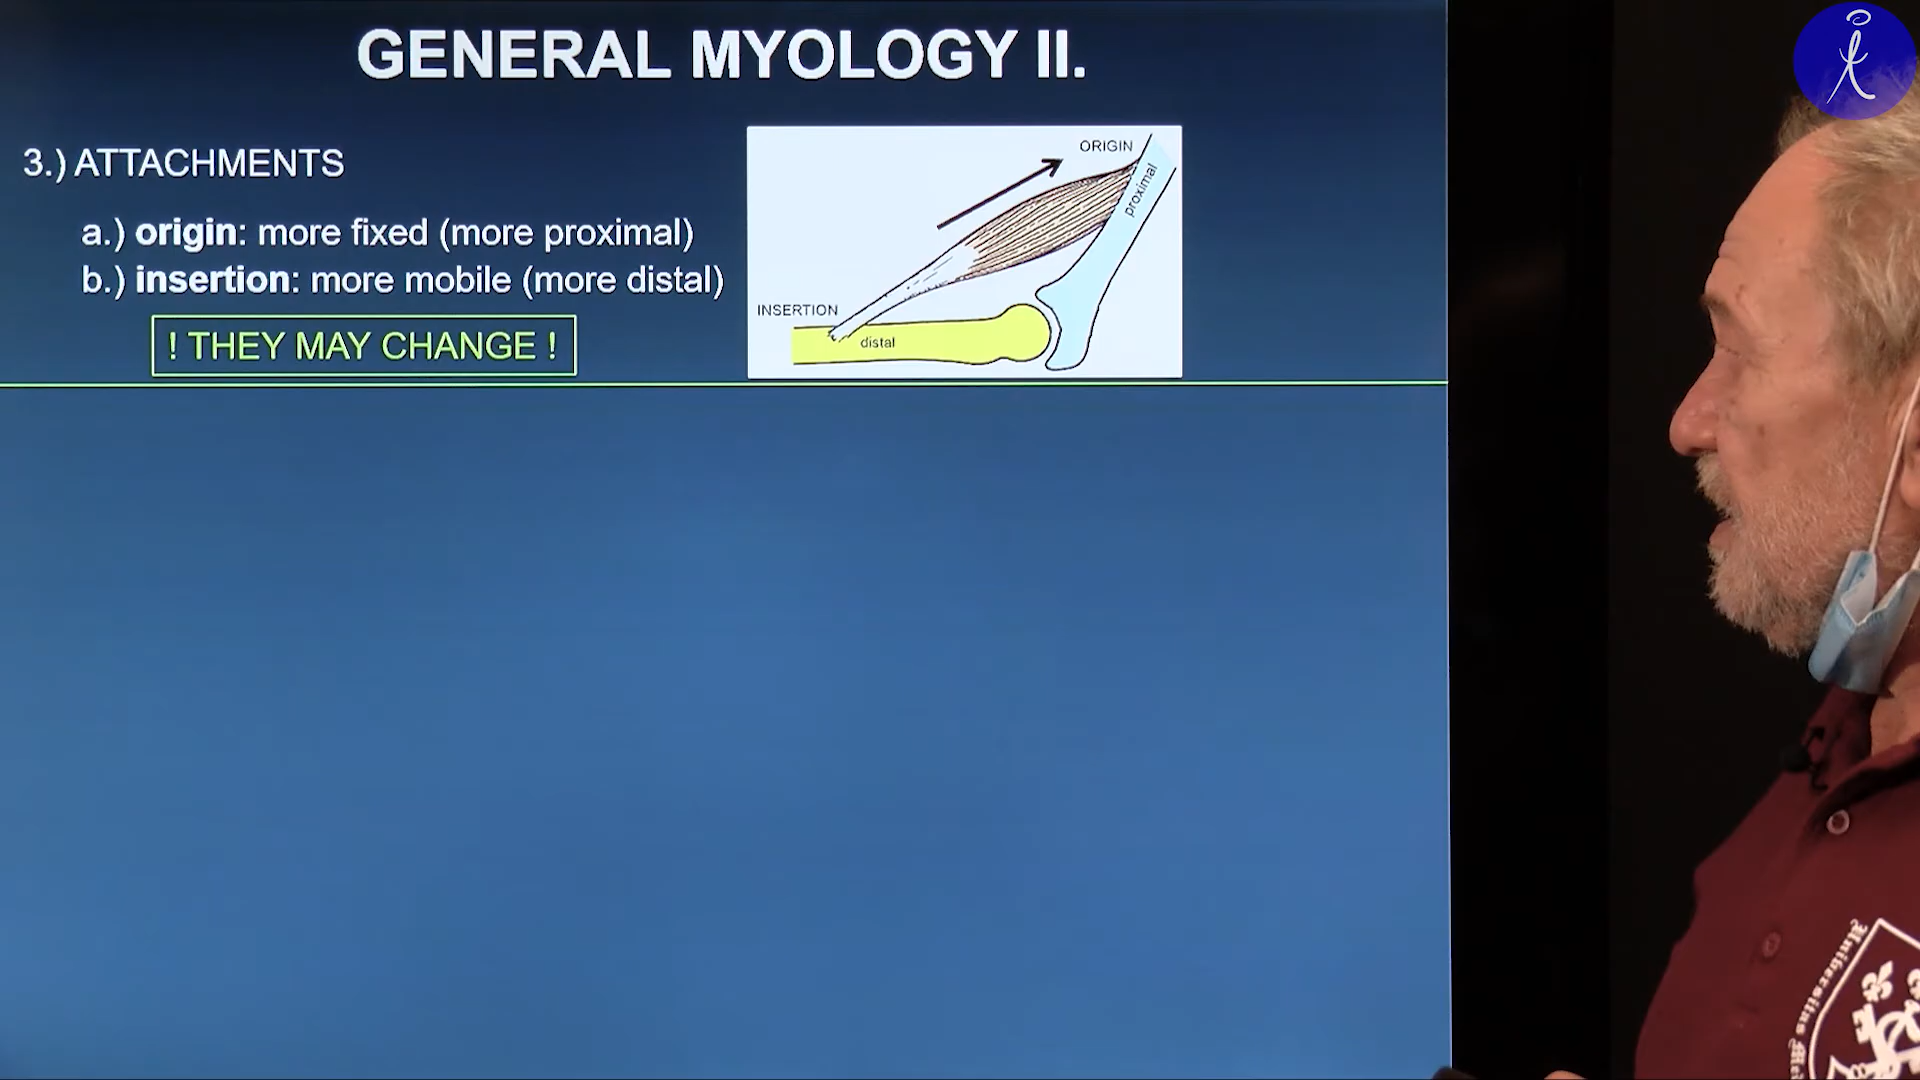 GENERAL MYOLOGY II.
3.) ATTACHMENTS
a.) origin: more fixed (more proximal)
b.) insertion: more mobile (more distal)
! THEY MAY CHANGE !
ORIGIN
proximal
INSERTION
distal
Universitas